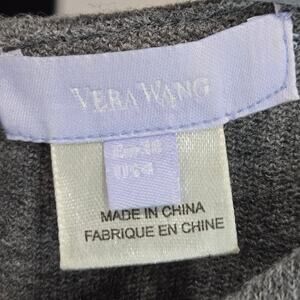 VERA WANG
MADE IN CHINA
FABRIQUE EN CHINE